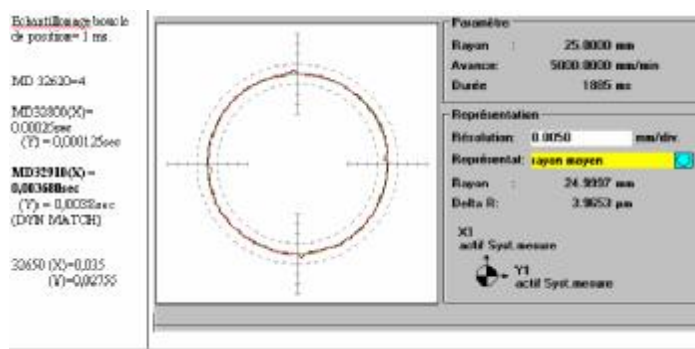 Echantillonage boucle
de position= 1 ms.
MD 32620=4
MD32800(X)=
0.00025sec
(Y) = 0,000125sec
MD32910(X) =
0,003680sec
(Y) = 0,0038sec
(DYN MATCH)
32650 (X)=0,035
(Y)=0,02755
Paramètre
Rayon : 25.0000 mm
Avance: 5000.0000 mm/min
Durée 1885 ms
Représentation
Résolution: 0.0050 mm/div.
Représentat: rayon moyen
Rayon : 24.9997 mm
Delta R: 3.9653 µm
X1
actif Syst.mesure
Y1
actif Syst.mesure